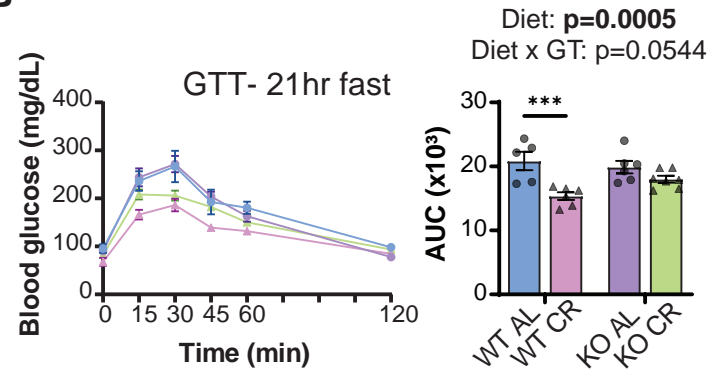 Diet: p=0.0005
Diet x GT: p=0.0544
GTT- 21hr fast
Blood glucose (mg/dL)
400
300
200
100
0
0 15 30 45 60 120
Time (min)
AUC (x10³)
30
20
10
0
***
WT AL
WT CR
KO AL
KO CR